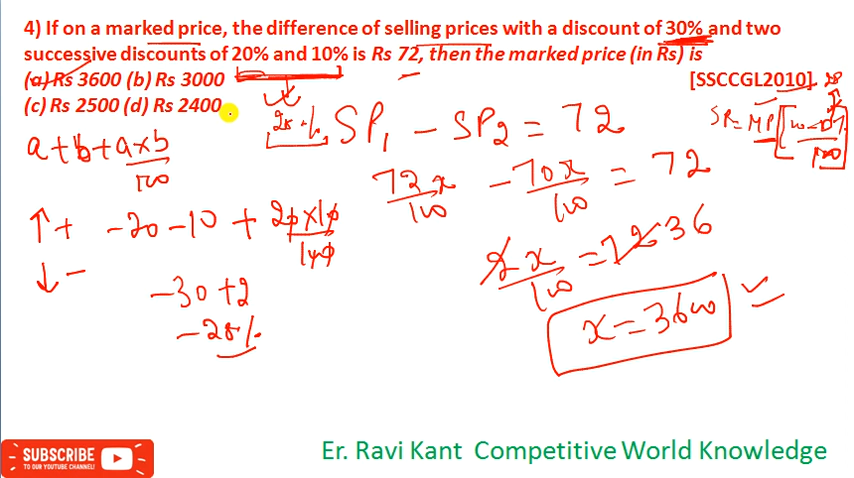 4) If on a marked price, the difference of selling prices with a discount of 30% and two
successive discounts of 20% and 10% is Rs 72, then the marked price (in Rs) is
(a) Rs 3600 (b) Rs 3000 [SSCCGL2010]
(c) Rs 2500 (d) Rs 2400
28%
SP₁ - SP₂ = 72
SP = MP
a+b+a×b/100
72x/100 - 70x/100 = 72
↑+ -20-10 + 20×10/100
↓-
2x/100 = 72 36
-30+2
-28%
x=3600
SUBSCRIBE
TO OUR YOUTUBE CHANNEL!
Er. Ravi Kant Competitive World Knowledge